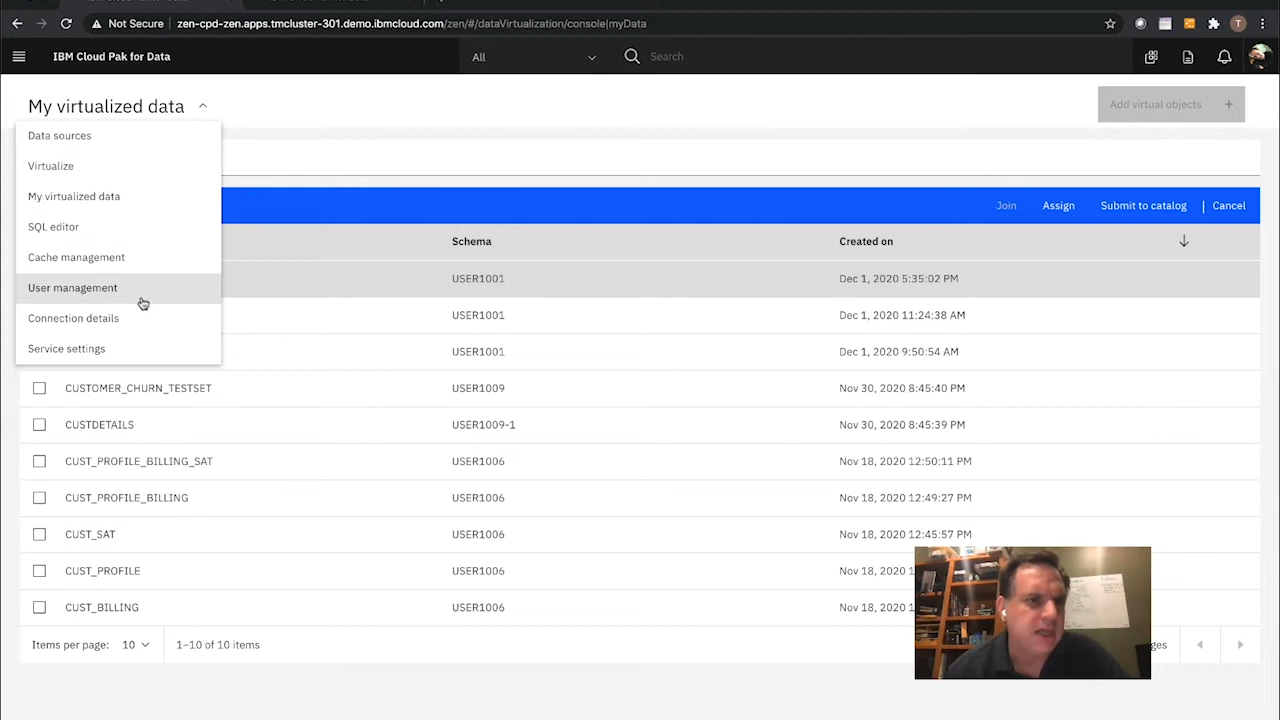 Not Secure | zen-cpd-zen.apps.tmcluster-301.demo.ibmcloud.com/zen/#/dataVirtualization/console|myData
T
IBM Cloud Pak for Data
All
Search
My virtualized data
Add virtual objects +
Data sources
Virtualize
My virtualized data
SQL editor
Cache management
User management
Connection details
Service settings
Join Assign Submit to catalog | Cancel
Schema Created on
USER1001 Dec 1, 2020 5:35:02 PM
USER1001 Dec 1, 2020 11:24:38 AM
USER1001 Dec 1, 2020 9:50:54 AM
CUSTOMER_CHURN_TESTSET USER1009 Nov 30, 2020 8:45:40 PM
CUSTDETAILS USER1009-1 Nov 30, 2020 8:45:39 PM
CUST_PROFILE_BILLING_SAT USER1006 Nov 18, 2020 12:50:11 PM
CUST_PROFILE_BILLING USER1006 Nov 18, 2020 12:49:27 PM
CUST_SAT USER1006 Nov 18, 2020 12:45:57 PM
CUST_PROFILE USER1006 Nov 18, 2020 1
CUST_BILLING USER1006 Nov 18, 2020 1
Items per page: 10 1–10 of 10 items ges